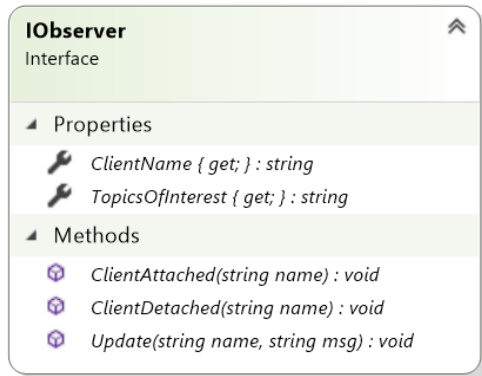 IObserver
Interface
Properties
ClientName { get; } : string
TopicsOfInterest { get; } : string
Methods
ClientAttached(string name) : void
ClientDetached(string name) : void
Update(string name, string msg) : void